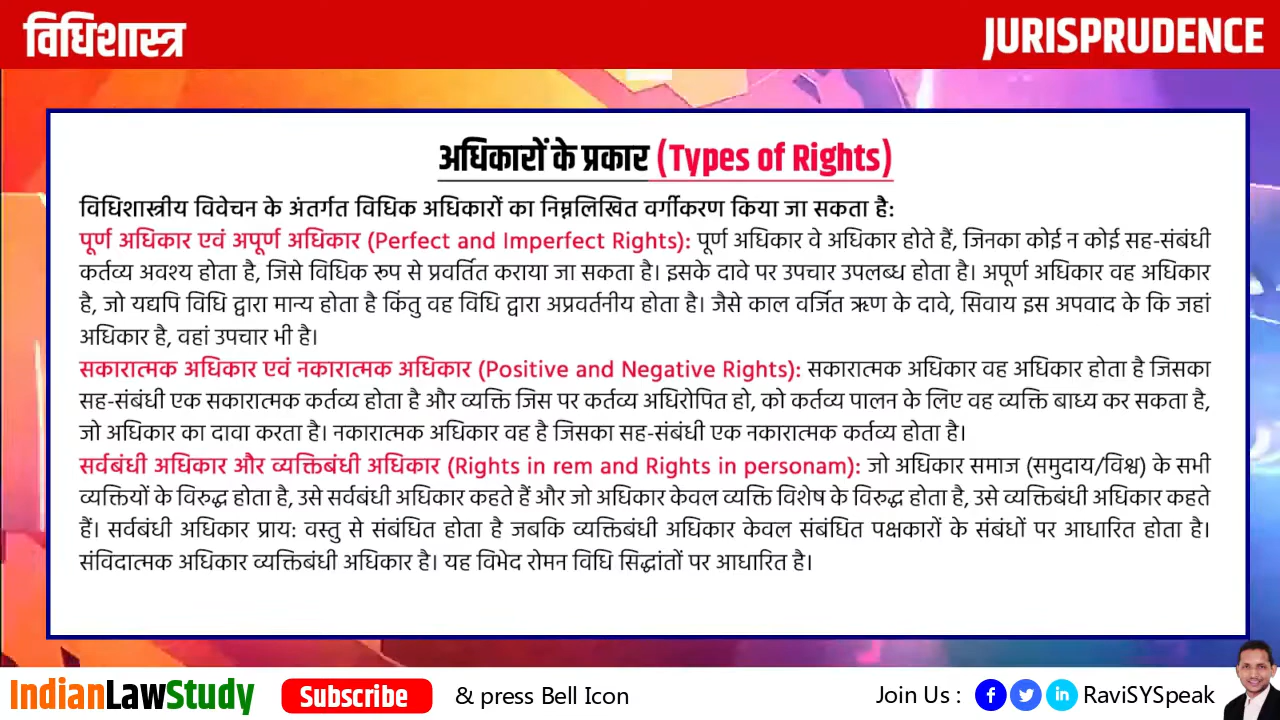 विधिशास्त्र
JURISPRUDENCE
अधिकारों के प्रकार (Types of Rights)
विधिशास्त्रीय विवेचन के अंतर्गत विधिक अधिकारों का निम्नलिखित वर्गीकरण किया जा सकता है:
पूर्ण अधिकार एवं अपूर्ण अधिकार (Perfect and Imperfect Rights): पूर्ण अधिकार वे अधिकार होते हैं, जिनका कोई न कोई सह-संबंधी
कर्तव्य अवश्य होता है, जिसे विधिक रूप से प्रवर्तित कराया जा सकता है। इसके दावे पर उपचार उपलब्ध होता है। अपूर्ण अधिकार वह अधिकार
है, जो यद्यपि विधि द्वारा मान्य होता है किंतु वह विधि द्वारा अप्रवर्तनीय होता है। जैसे काल वर्जित ऋण के दावे, सिवाय इस अपवाद के कि जहां
अधिकार है, वहां उपचार भी है।
सकारात्मक अधिकार एवं नकारात्मक अधिकार (Positive and Negative Rights): सकारात्मक अधिकार वह अधिकार होता है जिसका
सह-संबंधी एक सकारात्मक कर्तव्य होता है और व्यक्ति जिस पर कर्तव्य अधिरोपित हो, को कर्तव्य पालन के लिए वह व्यक्ति बाध्य कर सकता है,
जो अधिकार का दावा करता है। नकारात्मक अधिकार वह है जिसका सह-संबंधी एक नकारात्मक कर्तव्य होता है।
सर्वबंधी अधिकार और व्यक्तिबंधी अधिकार (Rights in rem and Rights in personam): जो अधिकार समाज (समुदाय/विश्व) के सभी
व्यक्तियों के विरुद्ध होता है, उसे सर्वबंधी अधिकार कहते हैं और जो अधिकार केवल व्यक्ति विशेष के विरुद्ध होता है, उसे व्यक्तिबंधी अधिकार कहते
हैं। सर्वबंधी अधिकार प्राय: वस्तु से संबंधित होता है जबकि व्यक्तिबंधी अधिकार केवल संबंधित पक्षकारों के संबंधों पर आधारित होता है।
संविदात्मक अधिकार व्यक्तिबंधी अधिकार है। यह विभेद रोमन विधि सिद्धांतों पर आधारित है।
IndianLawStudy Subscribe & press Bell Icon Join Us : f in RaviSYSpeak